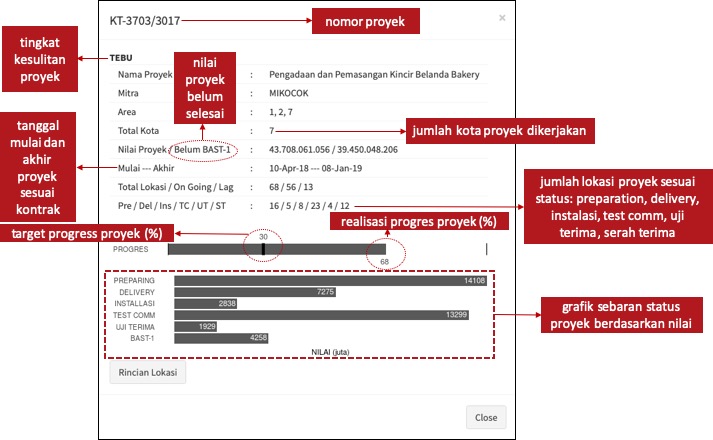 KT-3703/3017
×
nomor proyek
tingkat
kesulitan
proyek
TEBU
nilai
proyek
belum
selesai
Nama Proyek : Pengadaan dan Pemasangan Kincir Belanda Bakery
Mitra : MIKOCOK
Area : 1, 2, 7
Total Kota : 7
jumlah kota proyek dikerjakan
tanggal
mulai dan
akhir
proyek
sesuai
kontrak
Nilai Proyek / Belum BAST-1 : 43.708.061.056 / 39.450.048.206
Mulai --- Akhir : 10-Apr-18 --- 08-Jan-19
Total Lokasi / On Going / Lag : 68 / 56 / 13
Pre / Del / Ins / TC / UT / ST : 16 / 5 / 8 / 23 / 4 / 12
jumlah lokasi proyek sesuai
status: preparation, delivery,
instalasi, test comm, uji
terima, serah terima
target progress proyek (%)
realisasi progres proyek (%)
30
PROGRES
68
PREPARING 14108
DELIVERY 7275
INSTALLASI 2838
TEST COMM 13299
UJI TERIMA 1929
BAST-1 4258
NILAI (juta)
grafik sebaran status
proyek berdasarkan nilai
Rincian Lokasi
Close